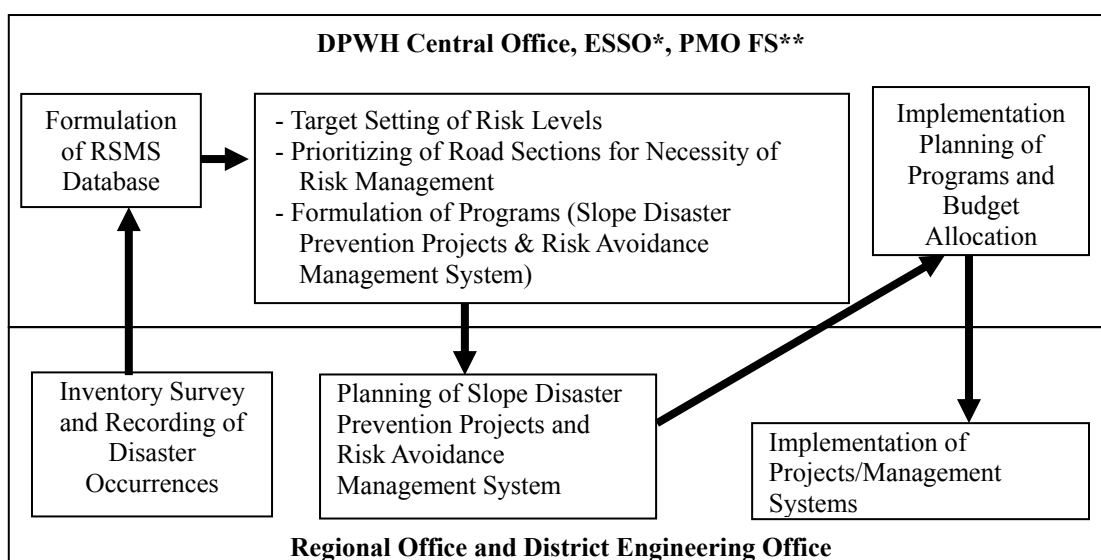 DPWH Central Office, ESSO*, PMO FS**
Formulation
of RSMS
Database
- Target Setting of Risk Levels
- Prioritizing of Road Sections for Necessity of
Risk Management
- Formulation of Programs (Slope Disaster
Prevention Projects & Risk Avoidance
Management System)
Implementation
Planning of
Programs and
Budget
Allocation
Inventory Survey
and Recording of
Disaster
Occurrences
Planning of Slope Disaster
Prevention Projects and
Risk Avoidance
Management System
Implementation of
Projects/Management
Systems
Regional Office and District Engineering Office